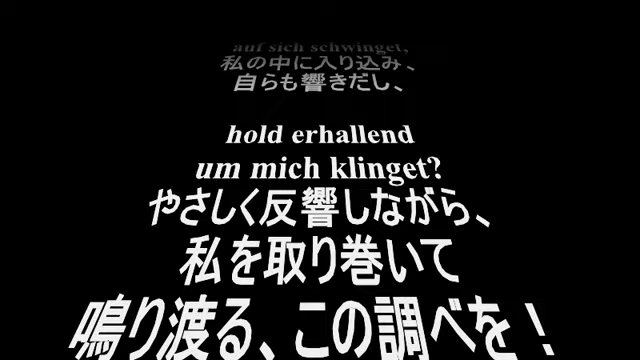 auf sich schwinget,
私の中に入り込み、
自らも響きだし、
hold erhallend
um mich klinget?
やさしく反響しながら、
私を取り巻いて
鳴り渡る、この調べを！